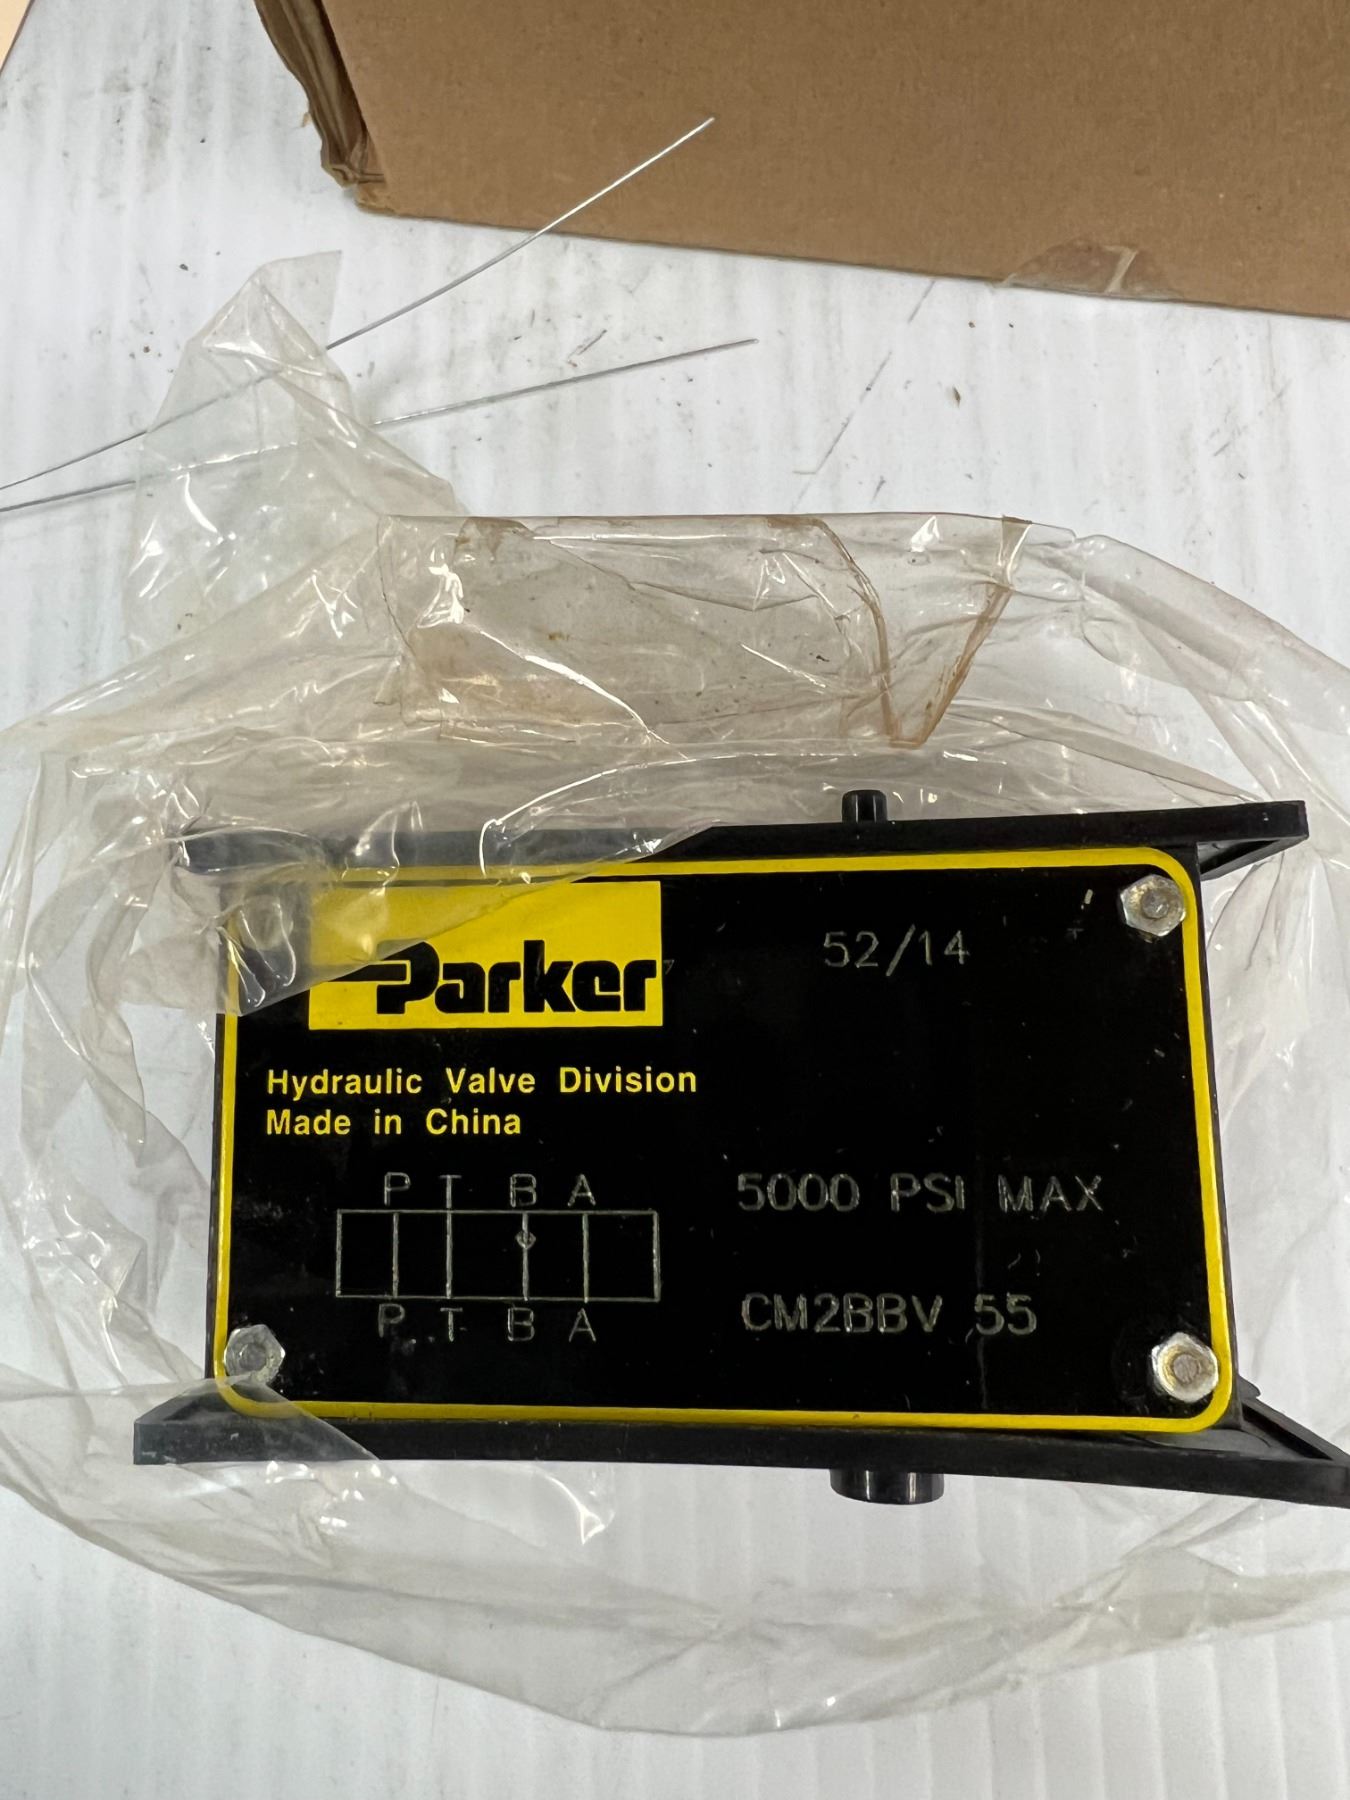 Parker
52/14
Hydraulic Valve Division
Made in China
P T B A
5000 PSI MAX
P T B A
CM2BBV 55